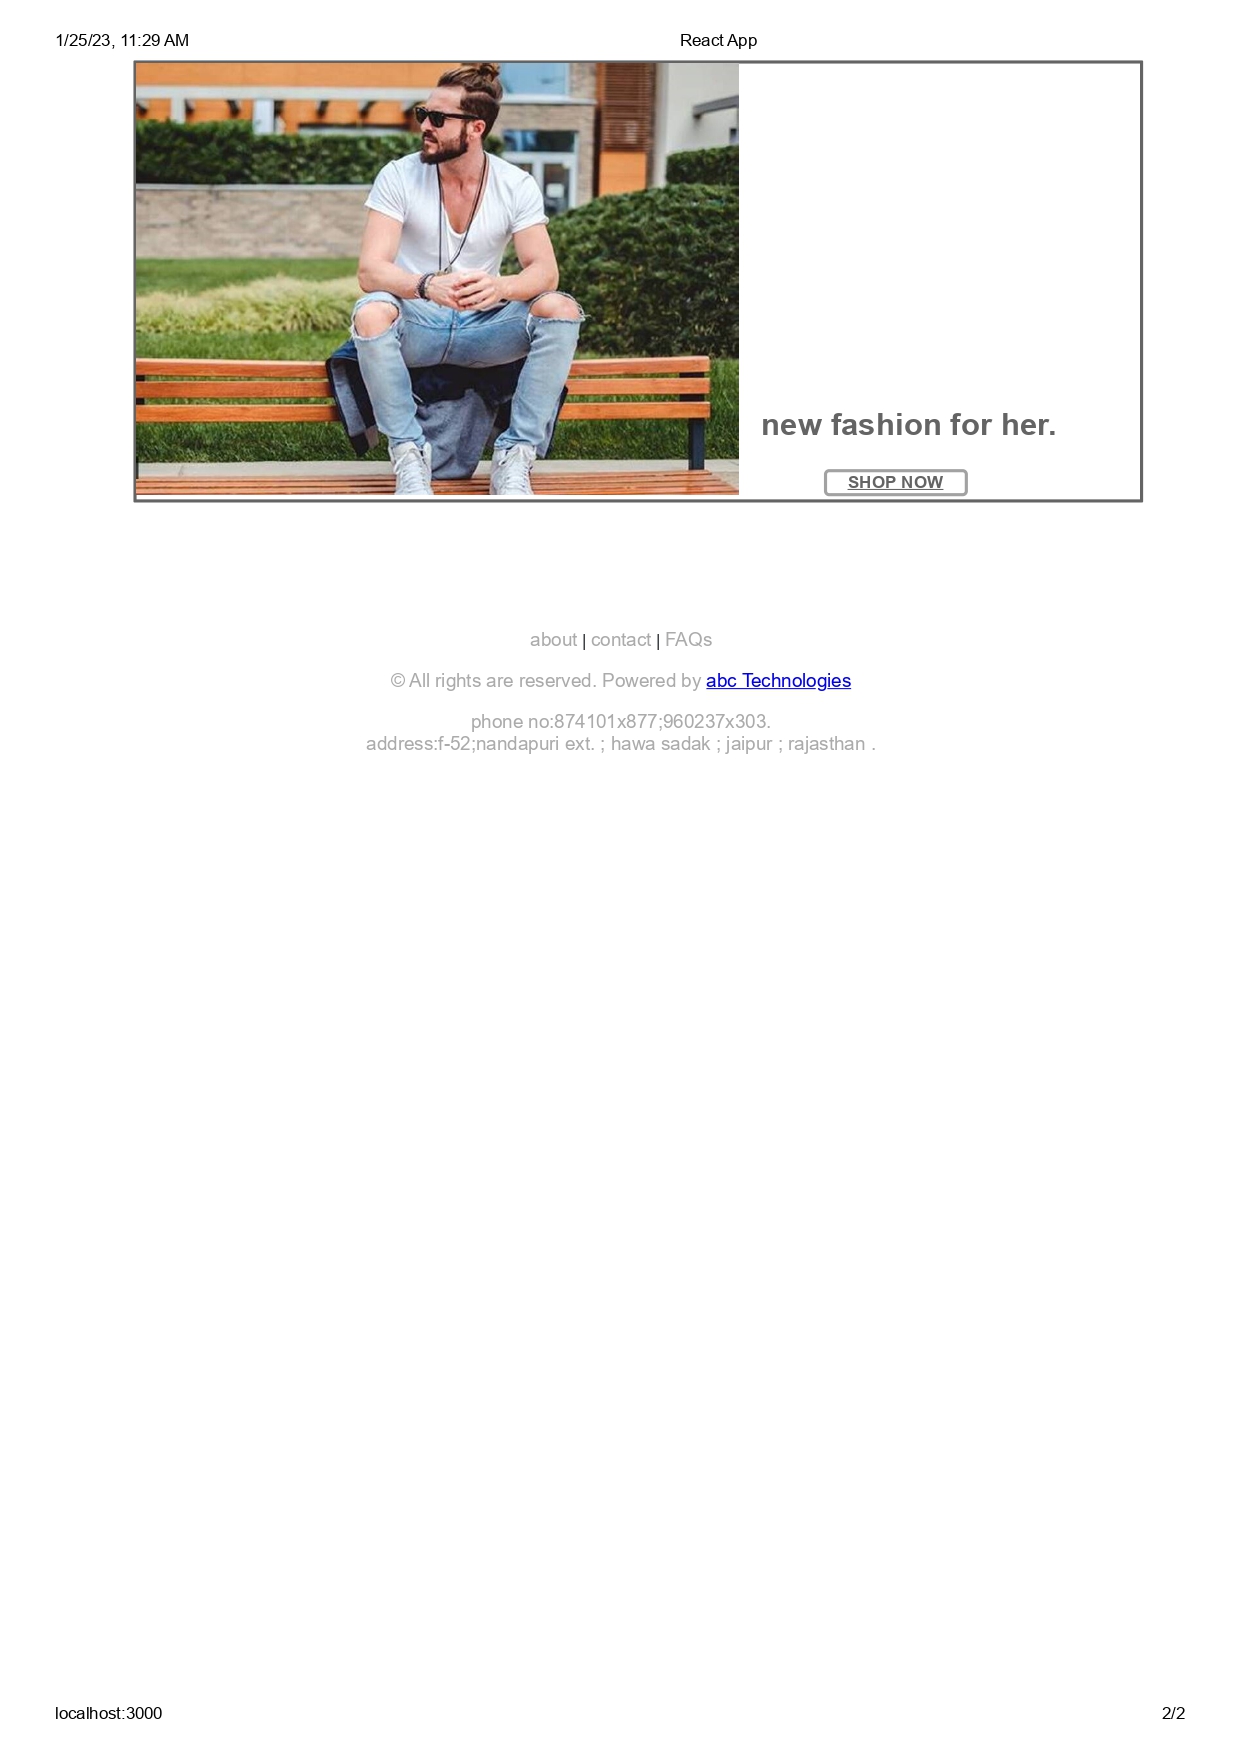 1/25/23, 11:29 AM React App
new fashion for her.
SHOP NOW
about | contact | FAQs
© All rights are reserved. Powered by abc Technologies
phone no:874101x877;960237x303.
address:f-52;nandapuri ext. ; hawa sadak ; jaipur ; rajasthan .
localhost:3000 2/2